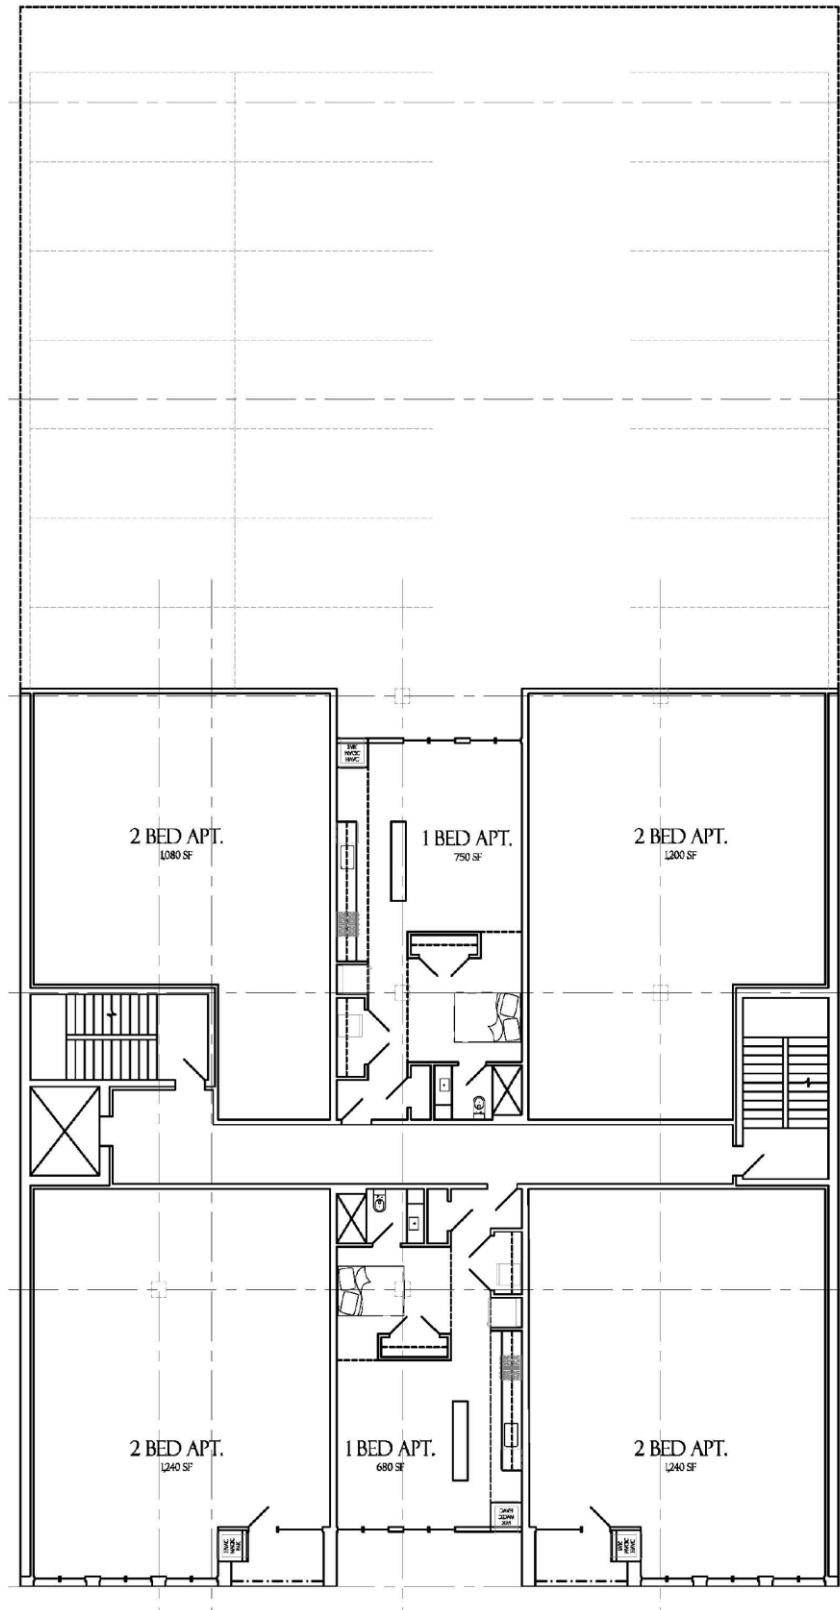 2 BED APT.
1,080 SF
1 BED APT.
750 SF
2 BED APT.
1,200 SF
2 BED APT.
1,240 SF
1 BED APT.
680 SF
2 BED APT.
1,240 SF